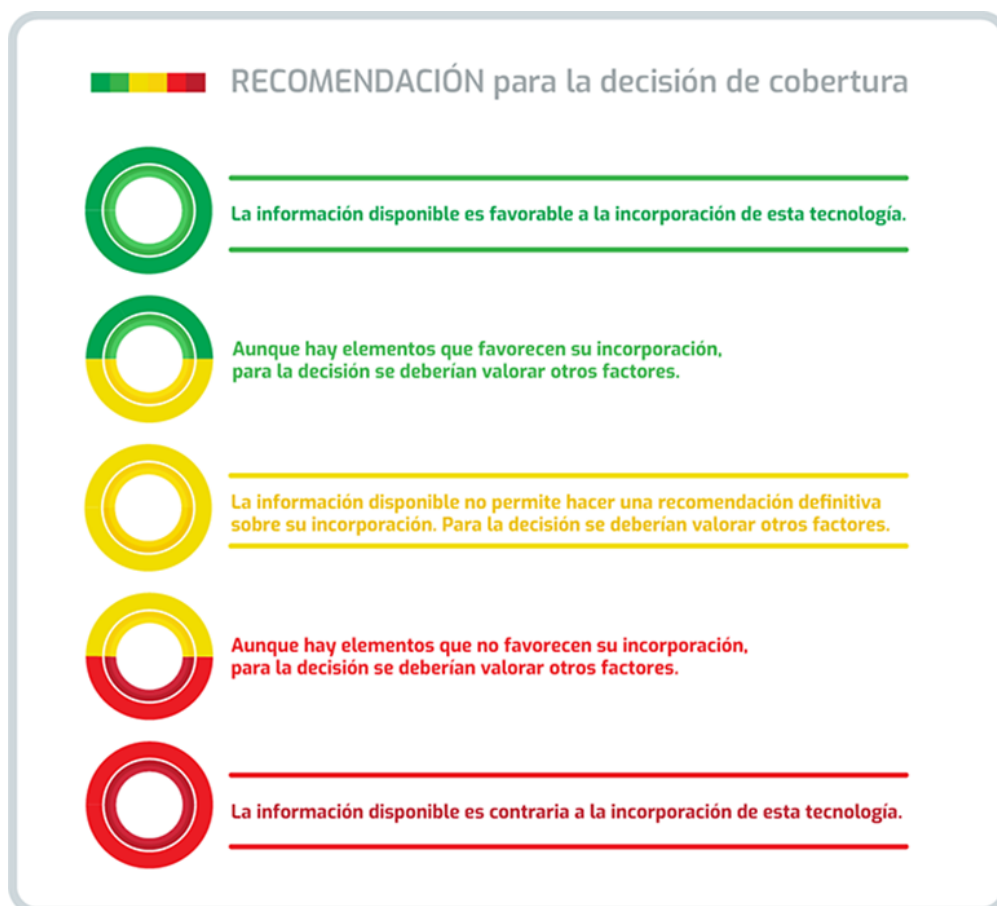 RECOMENDACIÓN para la decisión de cobertura
La información disponible es favorable a la incorporación de esta tecnología.
Aunque hay elementos que favorecen su incorporación,
para la decisión se deberían valorar otros factores.
La información disponible no permite hacer una recomendación definitiva
sobre su incorporación. Para la decisión se deberían valorar otros factores.
Aunque hay elementos que no favorecen su incorporación,
para la decisión se deberían valorar otros factores.
La información disponible es contraria a la incorporación de esta tecnología.